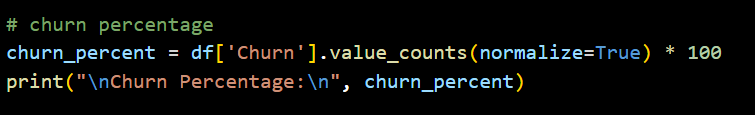 # churn percentage
churn_percent = df['Churn'].value_counts(normalize=True) * 100
print("\nChurn Percentage:\n", churn_percent)